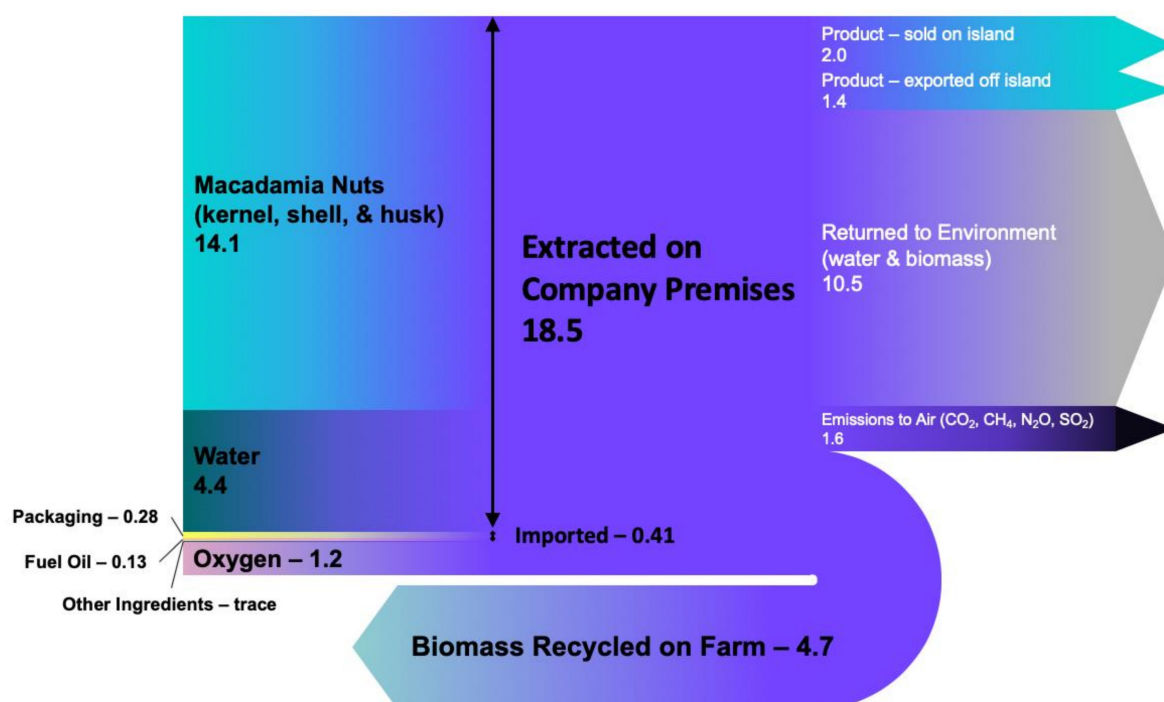 Product – sold on island
2.0
Product – exported off island
1.4
Macadamia Nuts
(kernel, shell, & husk)
14.1
Extracted on
Company Premises
18.5
Returned to Environment
(water & biomass)
10.5
Emissions to Air (CO₂, CH₄, N₂O, SO₂)
1.6
Water
4.4
Packaging – 0.28
Imported – 0.41
Fuel Oil – 0.13
Oxygen – 1.2
Other Ingredients – trace
Biomass Recycled on Farm – 4.7